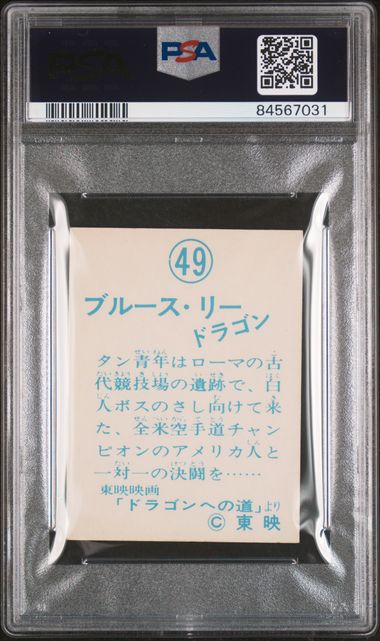 PSA
PSA
84567031
49
ブルース・リー
ドラゴン
タン青年はローマの古
代競技場の遺跡で、白
人ボスのさし向けて来
た、全米空手道チャン
ピオンのアメリカ人と
一対一の決闘を……
東映映画
「ドラゴンへの道」より
© 東映